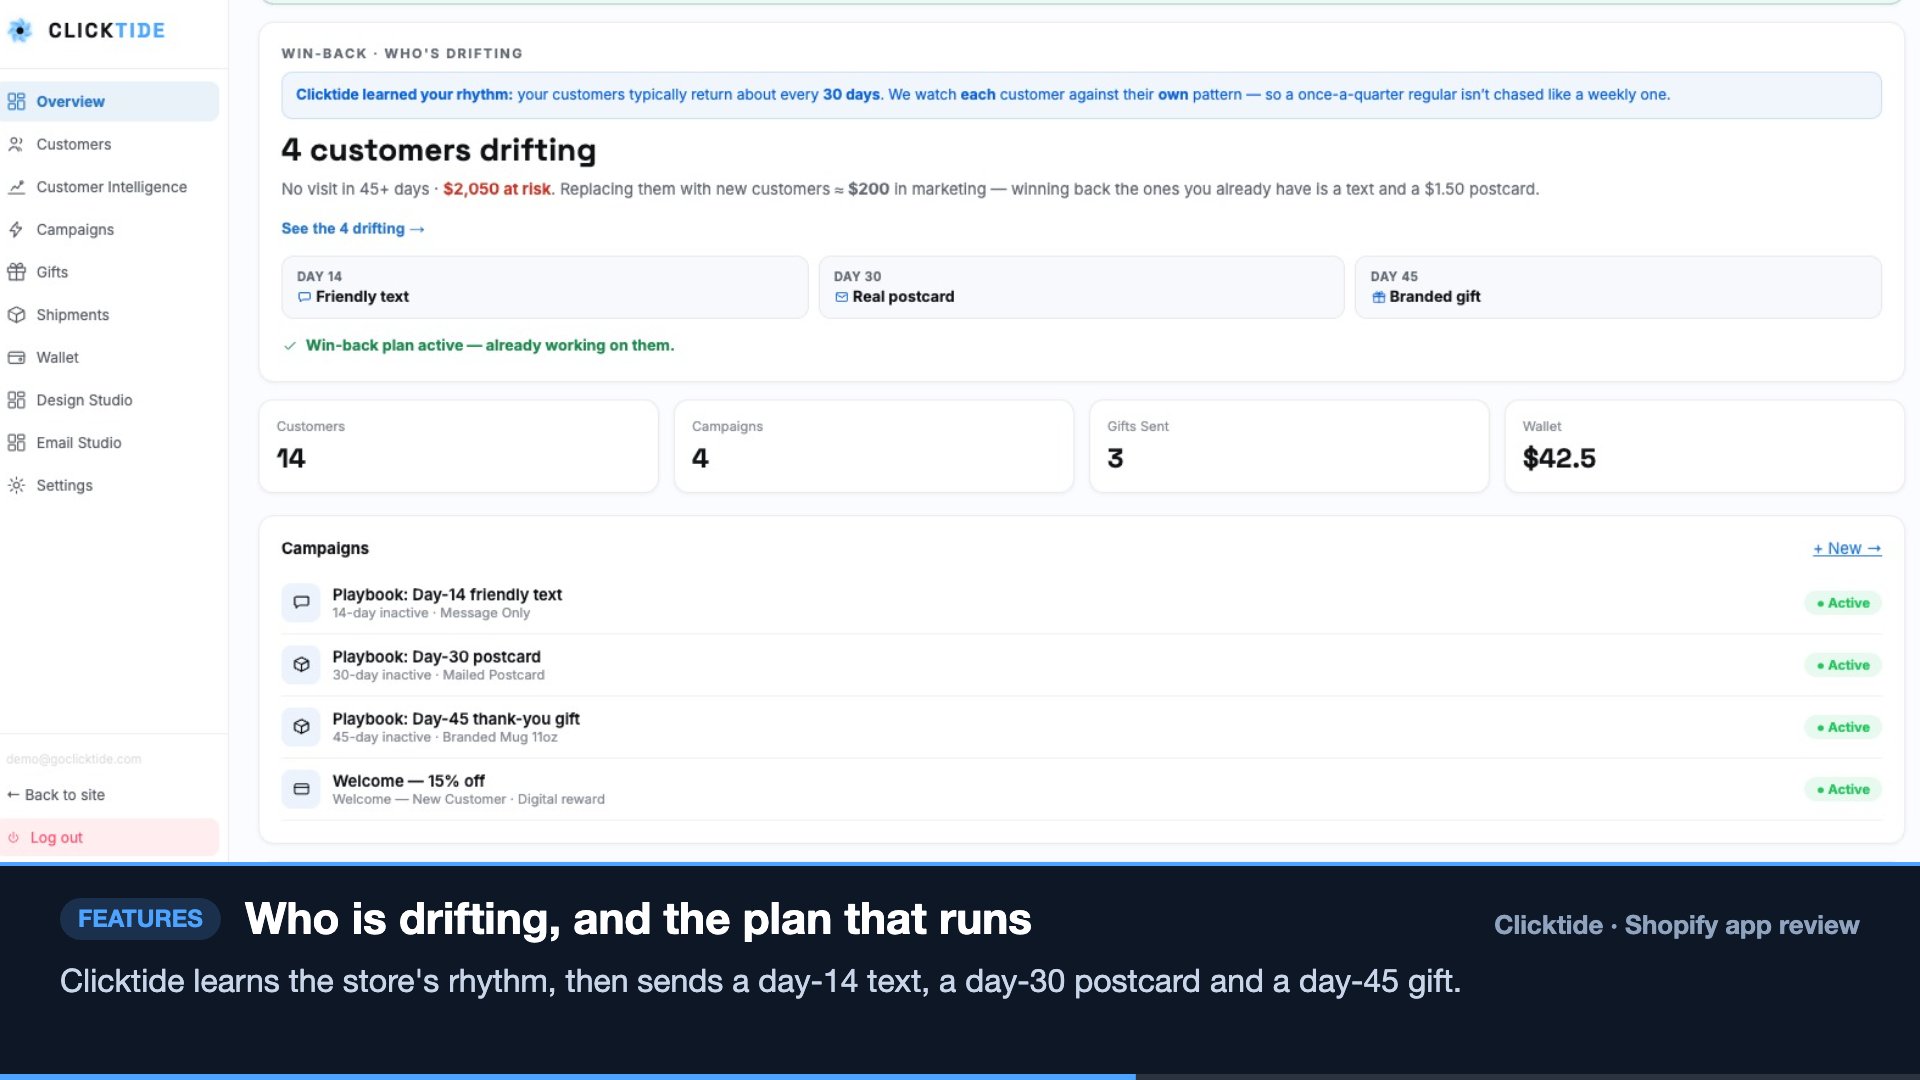 CLICKTIDE
Overview
Customers
Customer Intelligence
Campaigns
Gifts
Shipments
Wallet
Design Studio
Email Studio
Settings
demo@goclicktide.com
← Back to site
Log out
WIN-BACK · WHO'S DRIFTING
Clicktide learned your rhythm: your customers typically return about every 30 days. We watch each customer against their own pattern — so a once-a-quarter regular isn't chased like a weekly one.
4 customers drifting
No visit in 45+ days · $2,050 at risk. Replacing them with new customers ≈ $200 in marketing — winning back the ones you already have is a text and a $1.50 postcard.
See the 4 drifting →
DAY 14
Friendly text
DAY 30
Real postcard
DAY 45
Branded gift
✓ Win-back plan active — already working on them.
Customers
14
Campaigns
4
Gifts Sent
3
Wallet
$42.5
Campaigns
+ New →
Playbook: Day-14 friendly text
14-day inactive · Message Only
• Active
Playbook: Day-30 postcard
30-day inactive · Mailed Postcard
• Active
Playbook: Day-45 thank-you gift
45-day inactive · Branded Mug 11oz
• Active
Welcome — 15% off
Welcome — New Customer · Digital reward
• Active
FEATURES
Who is drifting, and the plan that runs
Clicktide · Shopify app review
Clicktide learns the store's rhythm, then sends a day-14 text, a day-30 postcard and a day-45 gift.